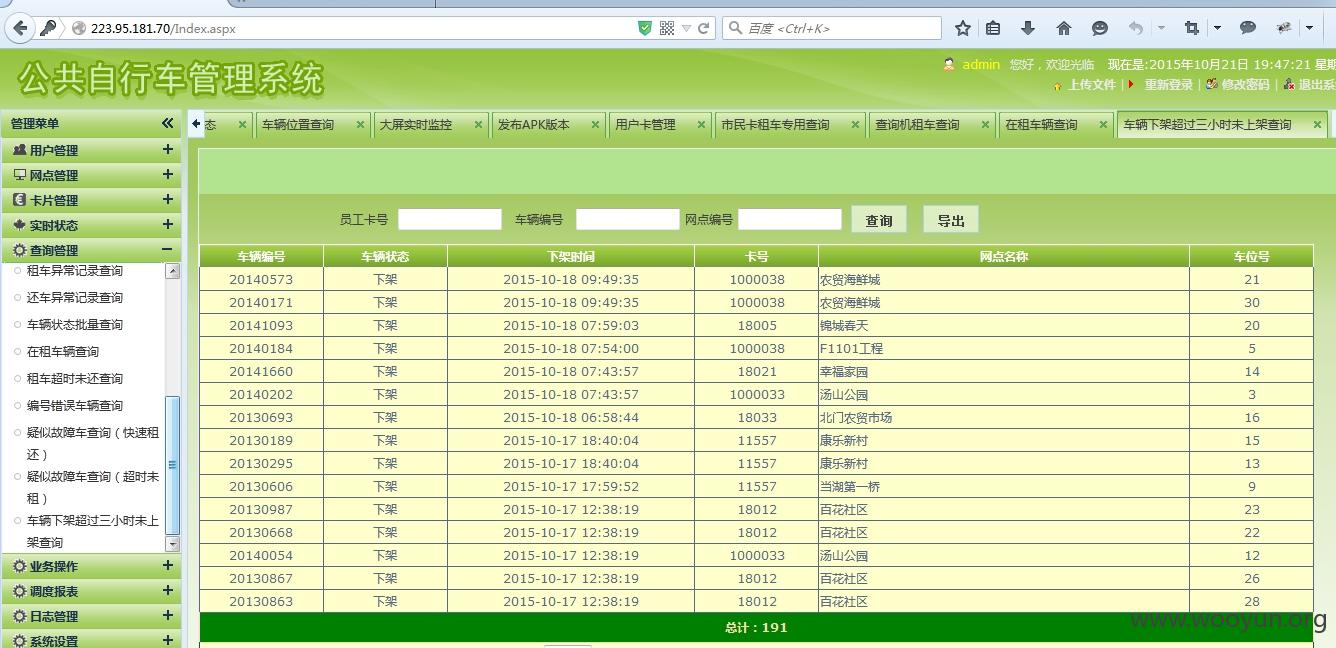 223.95.181.70/Index.aspx
百度 <Ctrl+K>
公共自行车管理系统
admin 您好，欢迎光临 现在是:2015年10月21日 19:47:21 星期
上传文件 | 重新登录 | 修改密码 | 退出系
管理菜单
态 车辆位置查询 大屏实时监控 发布APK版本 用户卡管理 市民卡租车专用查询 查询机租车查询 在租车辆查询 车辆下架超过三小时未上架查询
用户管理
网点管理
卡片管理
实时状态
查询管理
租车异常记录查询
还车异常记录查询
车辆状态批量查询
在租车辆查询
租车超时未还查询
编号错误车辆查询
疑似故障车查询（快速租
还）
疑似故障车查询（超时未
租）
车辆下架超过三小时未上
架查询
业务操作
调度报表
日志管理
系统设置
员工卡号 车辆编号 网点编号 查询 导出
车辆编号 车辆状态 下架时间 卡号 网点名称 车位号
20140573 下架 2015-10-18 09:49:35 1000038 农贸海鲜城 21
20140171 下架 2015-10-18 09:49:35 1000038 农贸海鲜城 30
20141093 下架 2015-10-18 07:59:03 18005 锦城春天 20
20140184 下架 2015-10-18 07:54:00 1000038 F1101工程 5
20141660 下架 2015-10-18 07:43:57 18021 幸福家园 14
20140202 下架 2015-10-18 07:43:57 1000033 汤山公园 3
20130693 下架 2015-10-18 06:58:44 18033 北门农贸市场 16
20130189 下架 2015-10-17 18:40:04 11557 康乐新村 15
20130295 下架 2015-10-17 18:40:04 11557 康乐新村 13
20130606 下架 2015-10-17 17:59:52 11557 当湖第一桥 9
20130987 下架 2015-10-17 12:38:19 18012 百花社区 23
20130668 下架 2015-10-17 12:38:19 18012 百花社区 22
20140054 下架 2015-10-17 12:38:19 1000033 汤山公园 12
20130867 下架 2015-10-17 12:38:19 18012 百花社区 26
20130863 下架 2015-10-17 12:38:19 18012 百花社区 28
总计：191
www.wooyun.org